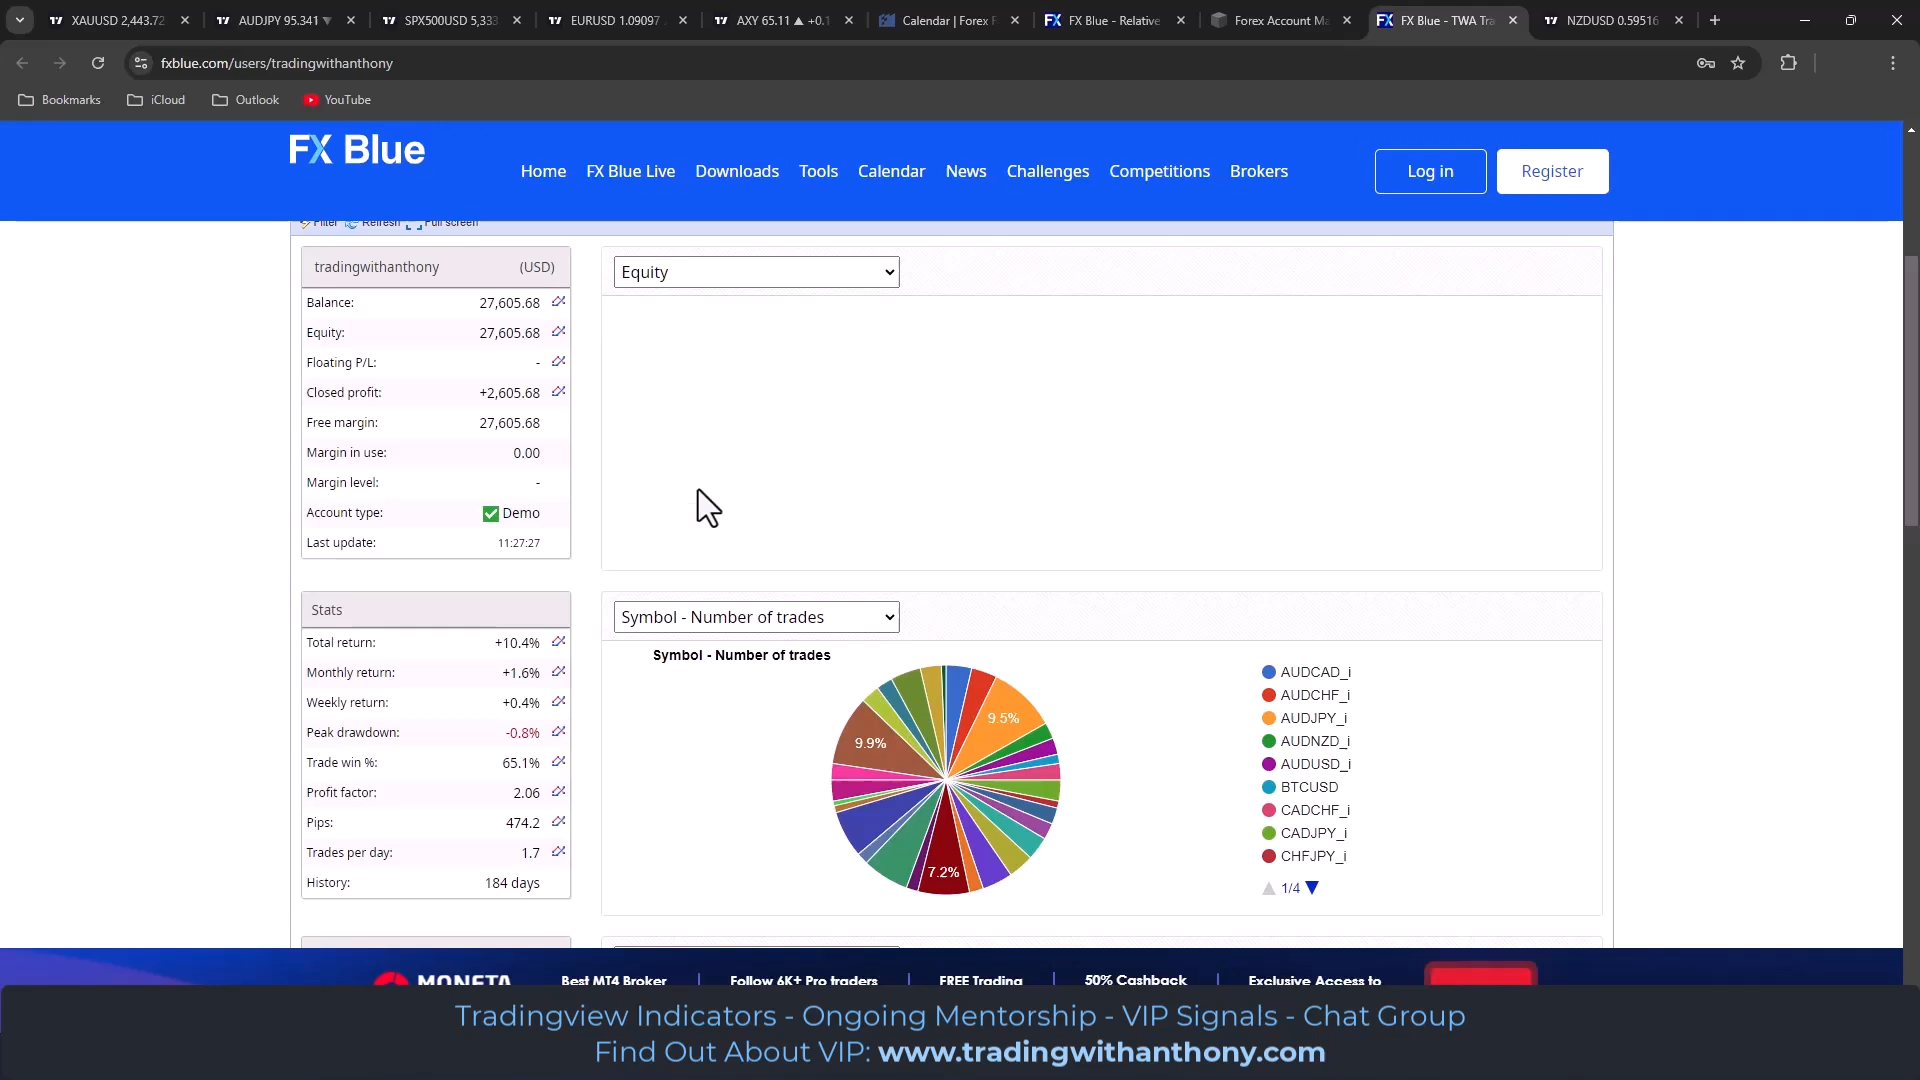 XAUUSD 2,443.72
AUDJPY 95.341
SPX500USD 5,333
EURUSD 1.09097
AXY 65.11 ▲ +0.1
Calendar | Forex F
FX Blue - Relative
Forex Account Ma
FX Blue - TWA Tra
NZDUSD 0.59516
fxblue.com/users/tradingwithanthony
Bookmarks
iCloud
Outlook
YouTube
FX Blue
Home
FX Blue Live
Downloads
Tools
Calendar
News
Challenges
Competitions
Brokers
Log in
Register
Filter Refresh Full screen
tradingwithanthony (USD)
Balance: 27,605.68
Equity: 27,605.68
Floating P/L: -
Closed profit: +2,605.68
Free margin: 27,605.68
Margin in use: 0.00
Margin level: -
Account type: Demo
Last update: 11:27:27
Equity
Stats
Total return: +10.4%
Monthly return: +1.6%
Weekly return: +0.4%
Peak drawdown: -0.8%
Trade win %: 65.1%
Profit factor: 2.06
Pips: 474.2
Trades per day: 1.7
History: 184 days
Symbol - Number of trades
Symbol - Number of trades
9.5%
9.9%
7.2%
AUDCAD_i
AUDCHF_i
AUDJPY_i
AUDNZD_i
AUDUSD_i
BTCUSD
CADCHF_i
CADJPY_i
CHFJPY_i
1/4
MONETA
Best MT4 Broker
Follow 6K+ Pro traders
FREE Trading
50% Cashback
Exclusive Access to
Tradingview Indicators - Ongoing Mentorship - VIP Signals - Chat Group
Find Out About VIP: www.tradingwithanthony.com